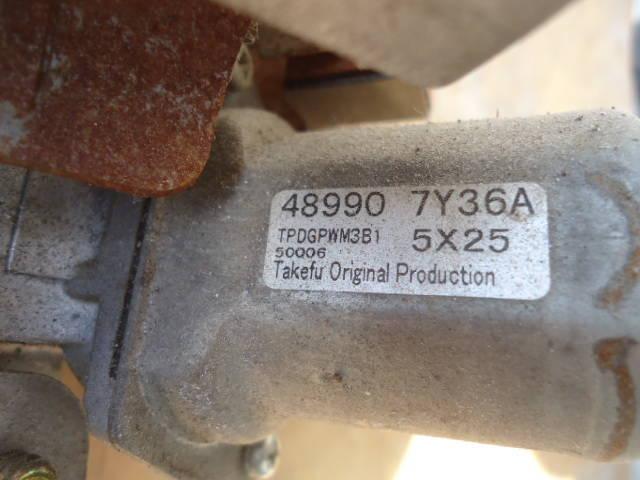 48990 7Y36A
TPDGPWM3B1 5X25
50006
Takefu Original Production